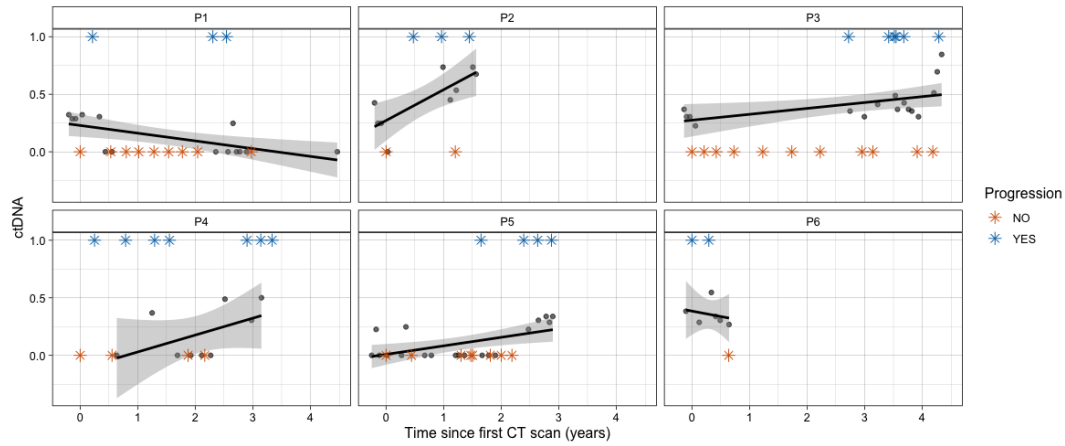 P1
P2
P3
1.0
0.5
0.0
P4
P5
P6
1.0
0.5
0.0
ctDNA
0 1 2 3 4
0 1 2 3 4
0 1 2 3 4
Time since first CT scan (years)
Progression
NO
YES